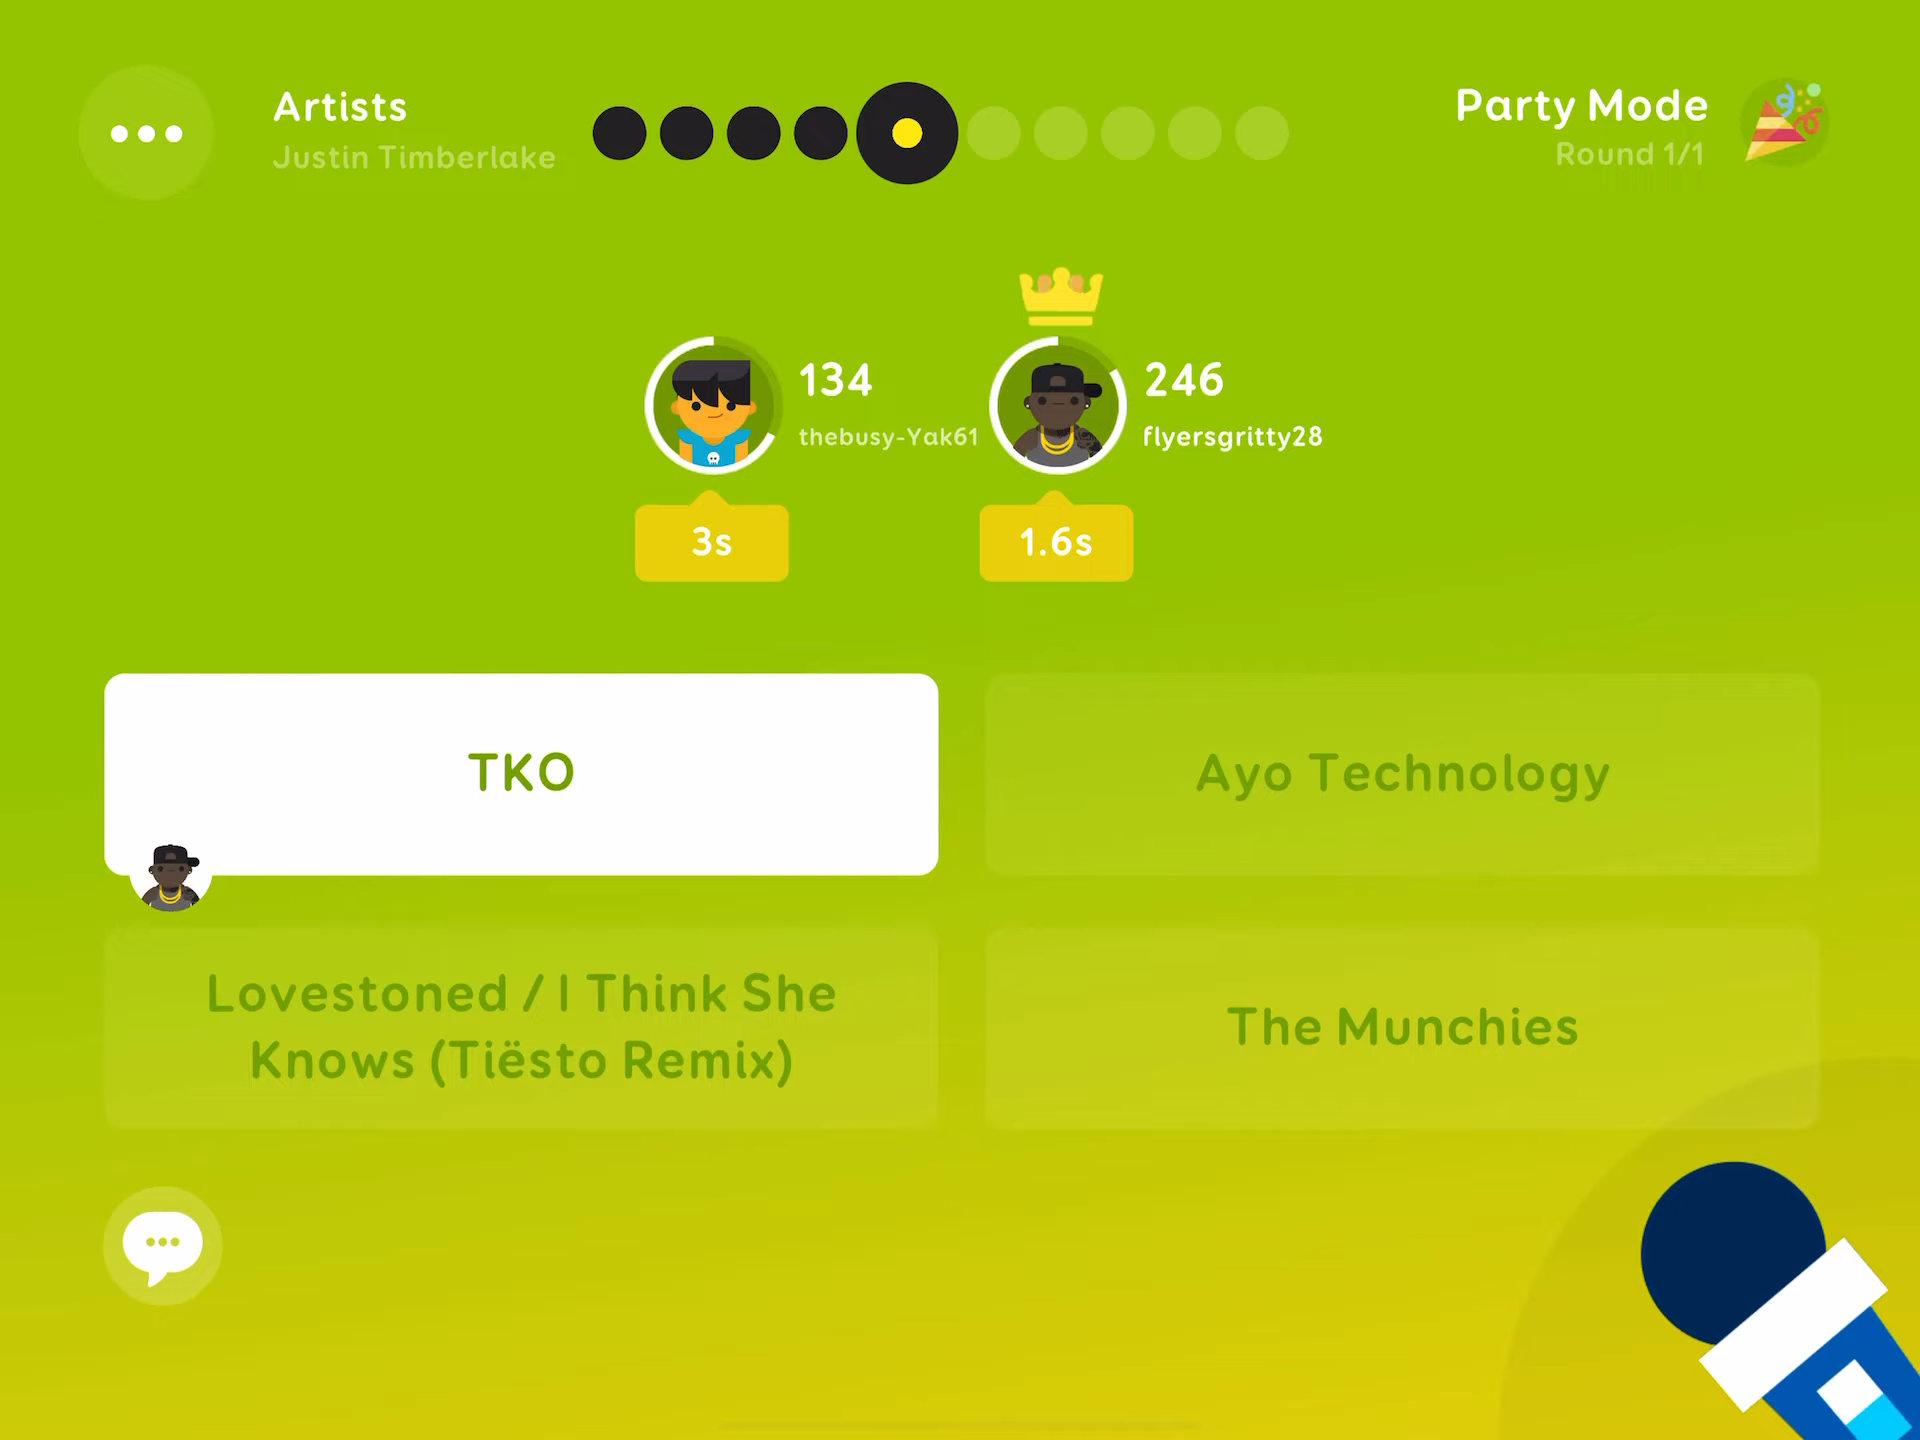 Artists
Justin Timberlake
Party Mode
Round 1/1
134
thebusy-Yak61
246
flyersgritty28
3s
1.6s
TKO
Ayo Technology
Lovestoned / I Think She
Knows (Tiësto Remix)
The Munchies